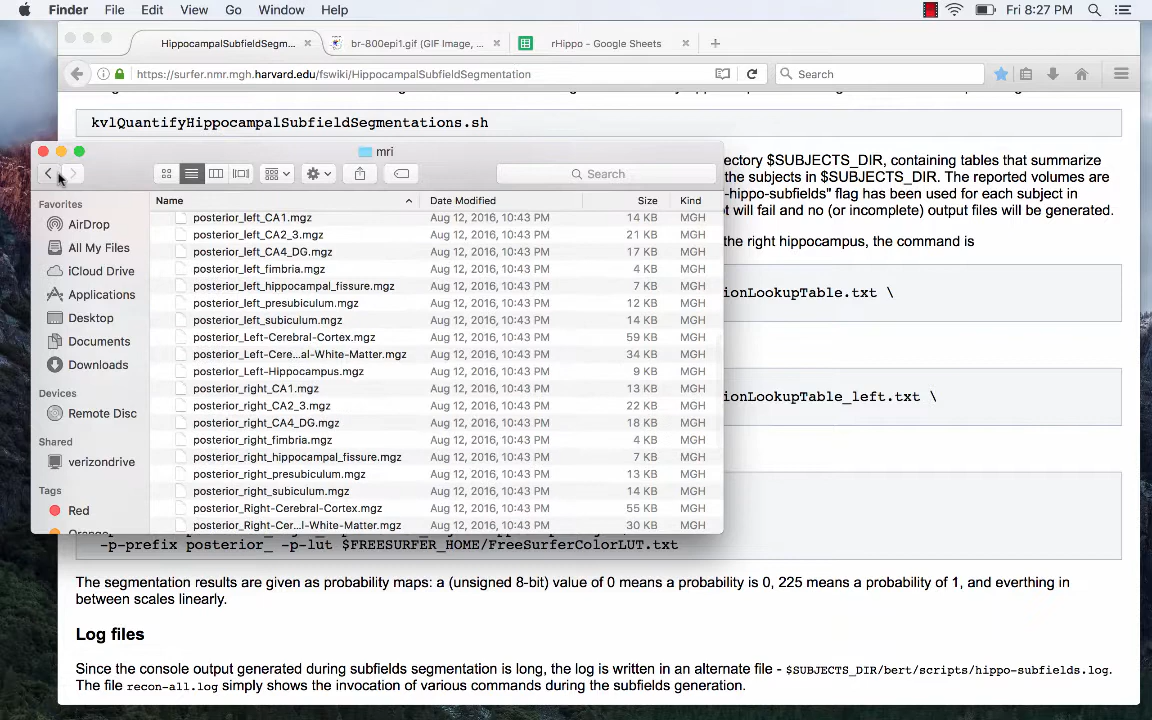 Finder File Edit View Go Window Help Fri 8:27 PM
HippocampalSubfieldSegm... br-800epi1.gif (GIF Image, ... rHippo - Google Sheets
https://surfer.nmr.mgh.harvard.edu/fswiki/HippocampalSubfieldSegmentation Search
kvlQuantifyHippocampalSubfieldSegmentations.sh
mri
Search
Favorites
AirDrop
All My Files
iCloud Drive
Applications
Desktop
Documents
Downloads
Devices
Remote Disc
Shared
verizondrive
Tags
Red
Orange
Name Date Modified Size Kind
posterior_left_CA1.mgz Aug 12, 2016, 10:43 PM 14 KB MGH
posterior_left_CA2_3.mgz Aug 12, 2016, 10:43 PM 21 KB MGH
posterior_left_CA4_DG.mgz Aug 12, 2016, 10:43 PM 17 KB MGH
posterior_left_fimbria.mgz Aug 12, 2016, 10:43 PM 4 KB MGH
posterior_left_hippocampal_fissure.mgz Aug 12, 2016, 10:43 PM 7 KB MGH
posterior_left_presubiculum.mgz Aug 12, 2016, 10:43 PM 12 KB MGH
posterior_left_subiculum.mgz Aug 12, 2016, 10:43 PM 14 KB MGH
posterior_Left-Cerebral-Cortex.mgz Aug 12, 2016, 10:43 PM 59 KB MGH
posterior_Left-Cere...al-White-Matter.mgz Aug 12, 2016, 10:43 PM 34 KB MGH
posterior_Left-Hippocampus.mgz Aug 12, 2016, 10:43 PM 9 KB MGH
posterior_right_CA1.mgz Aug 12, 2016, 10:43 PM 13 KB MGH
posterior_right_CA2_3.mgz Aug 12, 2016, 10:43 PM 22 KB MGH
posterior_right_CA4_DG.mgz Aug 12, 2016, 10:43 PM 18 KB MGH
posterior_right_fimbria.mgz Aug 12, 2016, 10:43 PM 4 KB MGH
posterior_right_hippocampal_fissure.mgz Aug 12, 2016, 10:43 PM 7 KB MGH
posterior_right_presubiculum.mgz Aug 12, 2016, 10:43 PM 13 KB MGH
posterior_right_subiculum.mgz Aug 12, 2016, 10:43 PM 14 KB MGH
posterior_Right-Cerebral-Cortex.mgz Aug 12, 2016, 10:43 PM 55 KB MGH
posterior_Right-Cer...l-White-Matter.mgz Aug 12, 2016, 10:43 PM 30 KB MGH
ectory $SUBJECTS_DIR, containing tables that summarize
the subjects in $SUBJECTS_DIR. The reported volumes are
-hippo-subfields" flag has been used for each subject in
t will fail and no (or incomplete) output files will be generated.
the right hippocampus, the command is
ionLookupTable.txt \
ionLookupTable_left.txt \
-p-prefix posterior_ -p-lut $FREESURFER_HOME/FreeSurferColorLUT.txt
The segmentation results are given as probability maps: a (unsigned 8-bit) value of 0 means a probability is 0, 225 means a probability of 1, and everthing in
between scales linearly.
Log files
Since the console output generated during subfields segmentation is long, the log is written in an alternate file - $SUBJECTS_DIR/bert/scripts/hippo-subfields.log.
The file recon-all.log simply shows the invocation of various commands during the subfields generation.